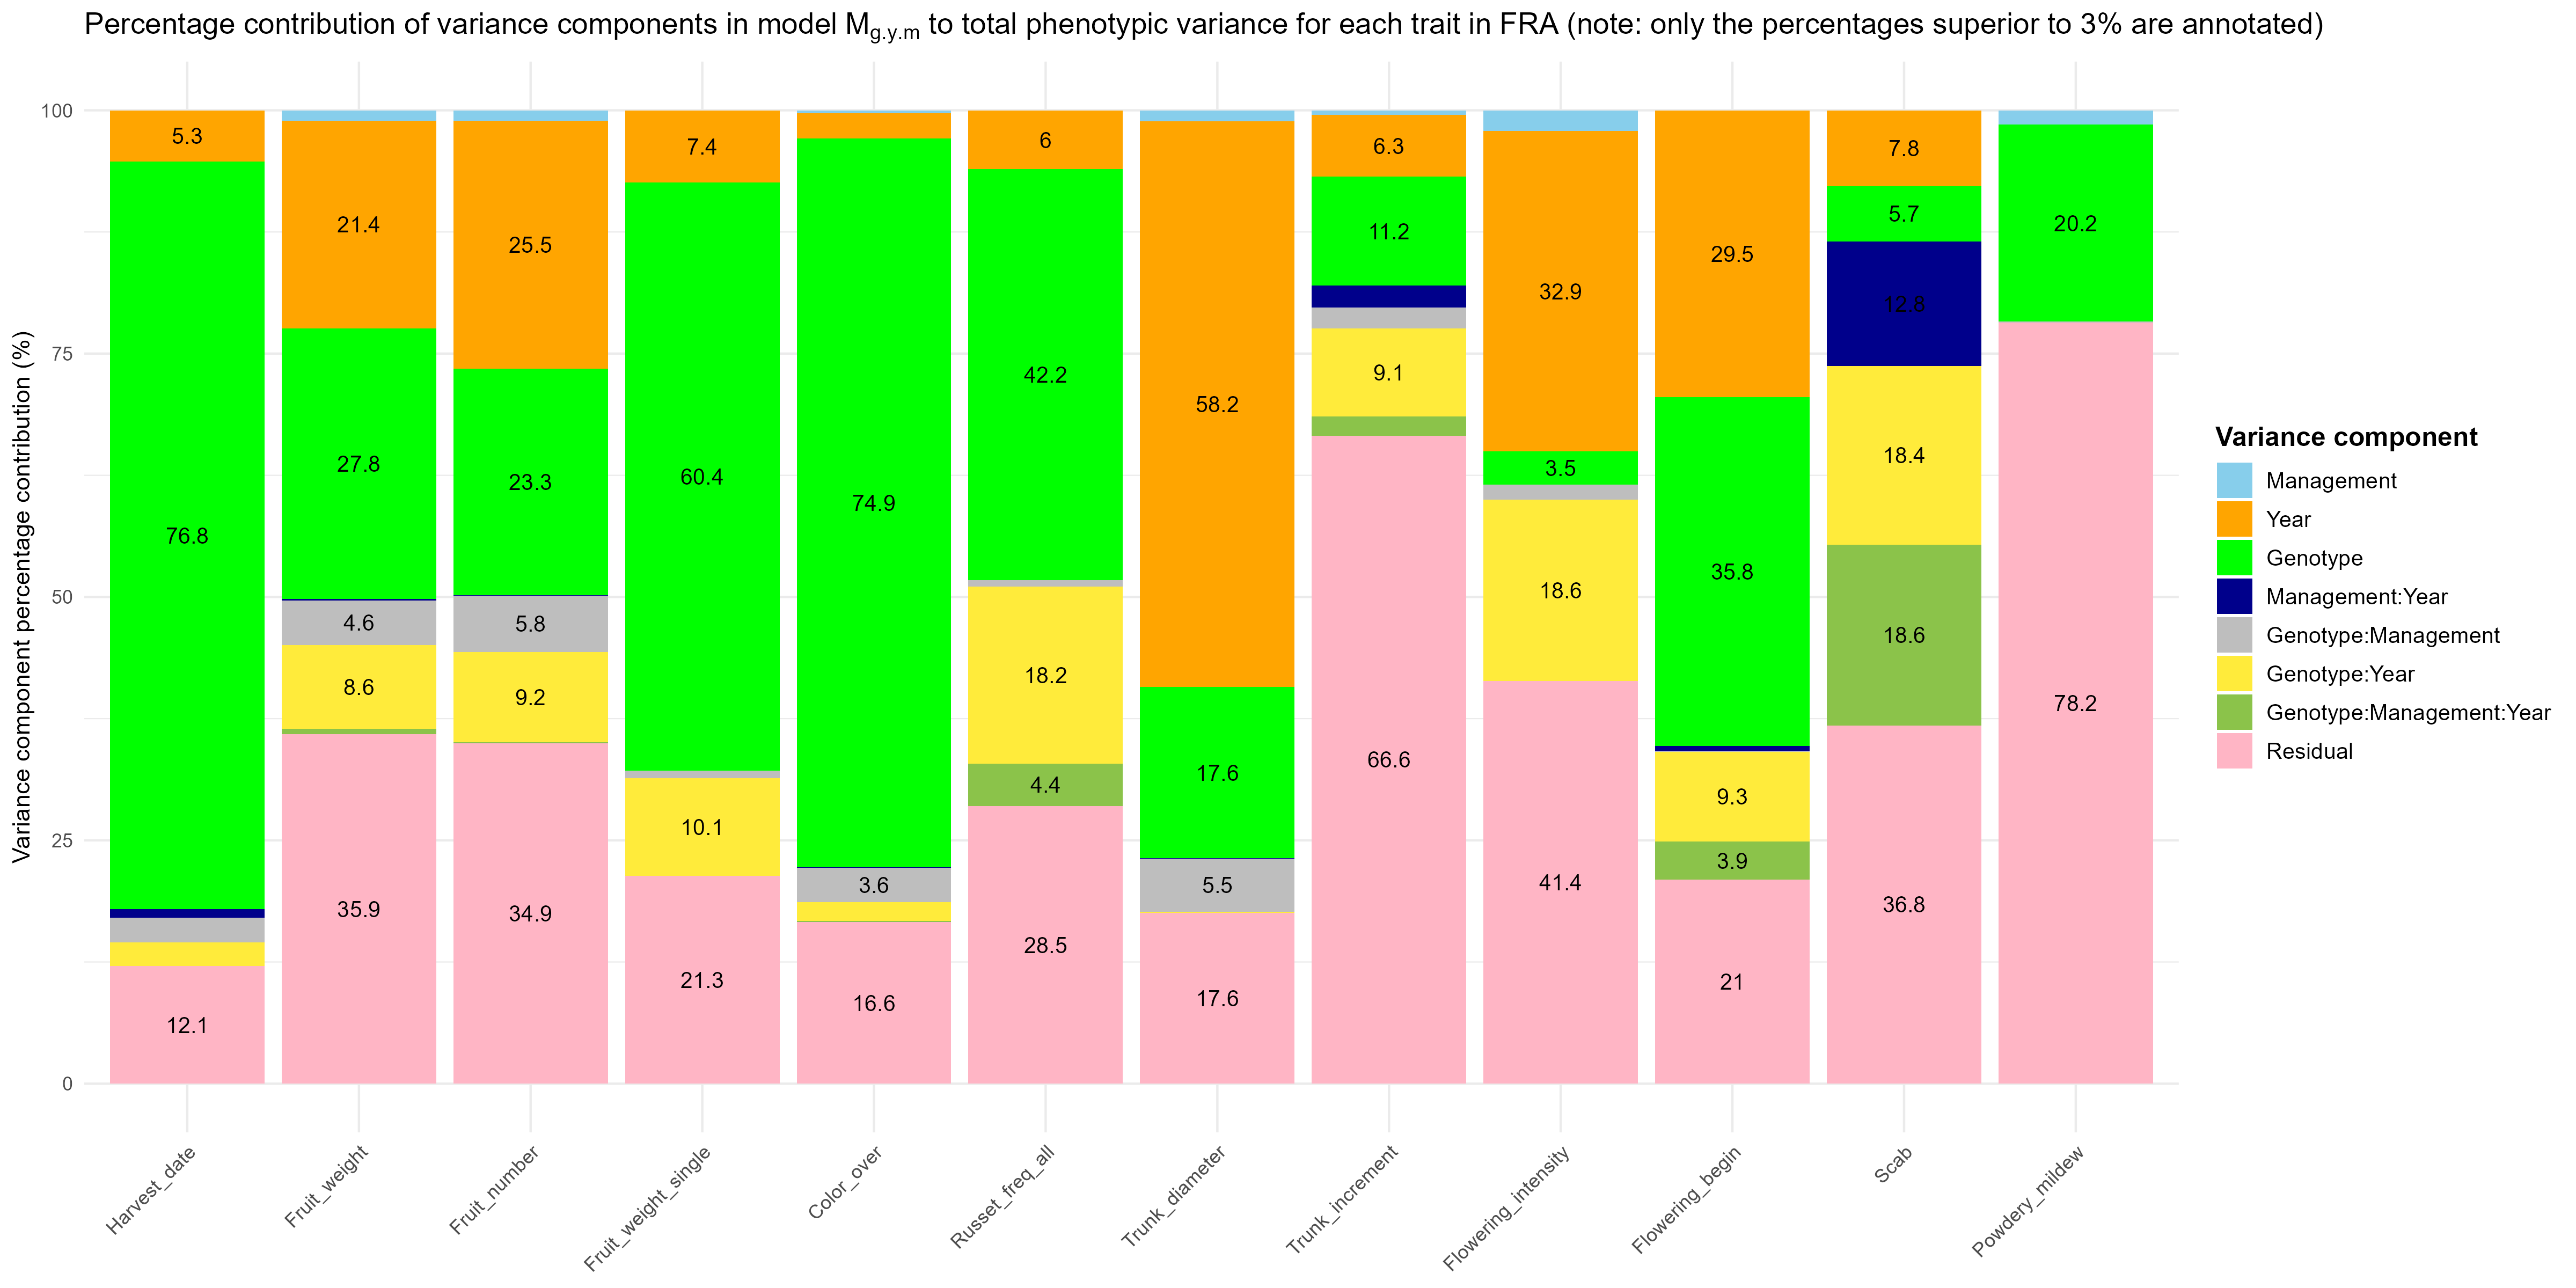 Percentage contribution of variance components in model Mg.y.m to total phenotypic variance for each trait in FRA (note: only the percentages superior to 3% are annotated)
Variance component percentage contribution (%)
100
75
50
25
0
5.3
76.8
12.1
21.4
27.8
4.6
8.6
35.9
25.5
23.3
5.8
9.2
34.9
7.4
60.4
10.1
21.3
74.9
3.6
16.6
6
42.2
18.2
4.4
28.5
58.2
17.6
5.5
17.6
6.3
11.2
9.1
66.6
32.9
3.5
18.6
41.4
29.5
35.8
9.3
3.9
21
7.8
5.7
12.8
18.4
18.6
36.8
20.2
78.2
Harvest_date
Fruit_weight
Fruit_number
Fruit_weight_single
Color_over
Russet_freq_all
Trunk_diameter
Trunk_increment
Flowering_intensity
Flowering_begin
Scab
Powdery_mildew
Variance component
Management
Year
Genotype
Management:Year
Genotype:Management
Genotype:Year
Genotype:Management:Year
Residual